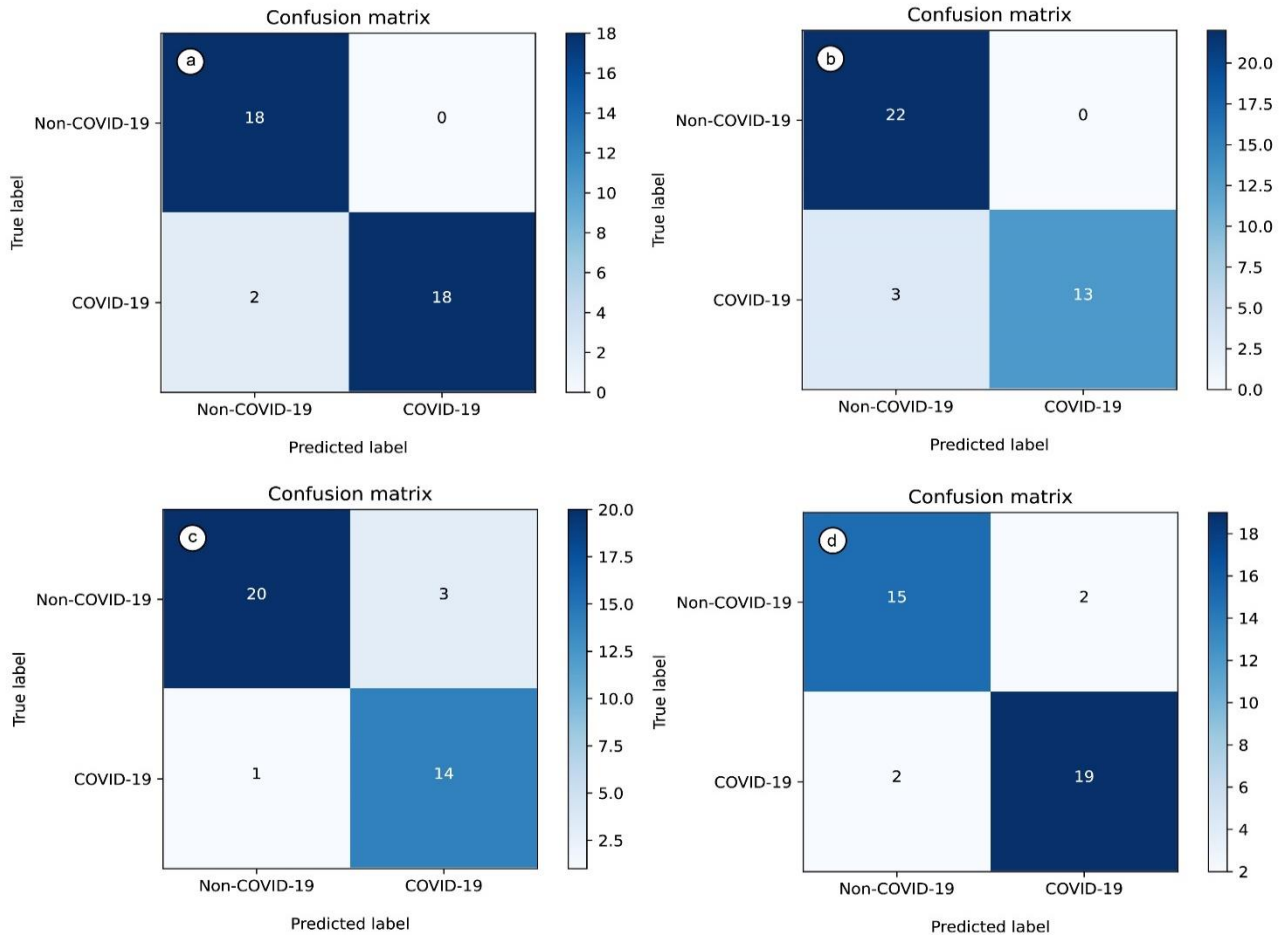 Confusion matrix
a
18
0
2
18
Non-COVID-19
COVID-19
True label
Non-COVID-19
COVID-19
Predicted label
18
16
14
12
10
8
6
4
2
0
Confusion matrix
b
22
0
3
13
Non-COVID-19
COVID-19
True label
Non-COVID-19
COVID-19
Predicted label
20.0
17.5
15.0
12.5
10.0
7.5
5.0
2.5
0.0
Confusion matrix
c
20
3
1
14
Non-COVID-19
COVID-19
True label
Non-COVID-19
COVID-19
Predicted label
20.0
17.5
15.0
12.5
10.0
7.5
5.0
2.5
Confusion matrix
d
15
2
2
19
Non-COVID-19
COVID-19
True label
Non-COVID-19
COVID-19
Predicted label
18
16
14
12
10
8
6
4
2